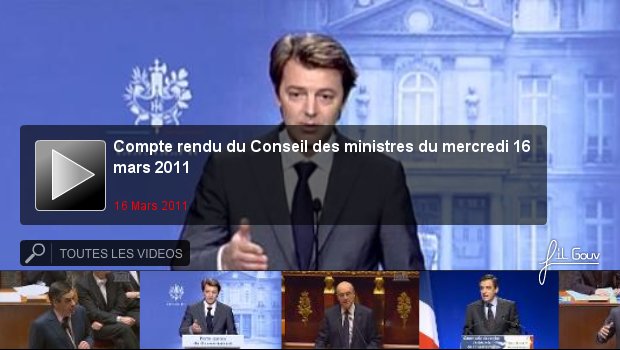 Compte rendu du Conseil des ministres du mercredi 16
mars 2011
16 Mars 2011
TOUTES LES VIDEOS
fil Gouv